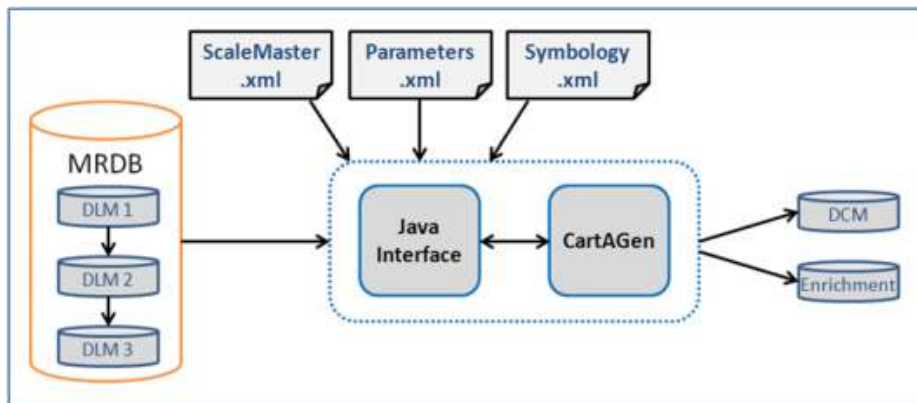 ScaleMaster
.xml
Parameters
.xml
Symbology
.xml
MRDB
DLM 1
DLM 2
DLM 3
Java
Interface
CartAGen
DCM
Enrichment